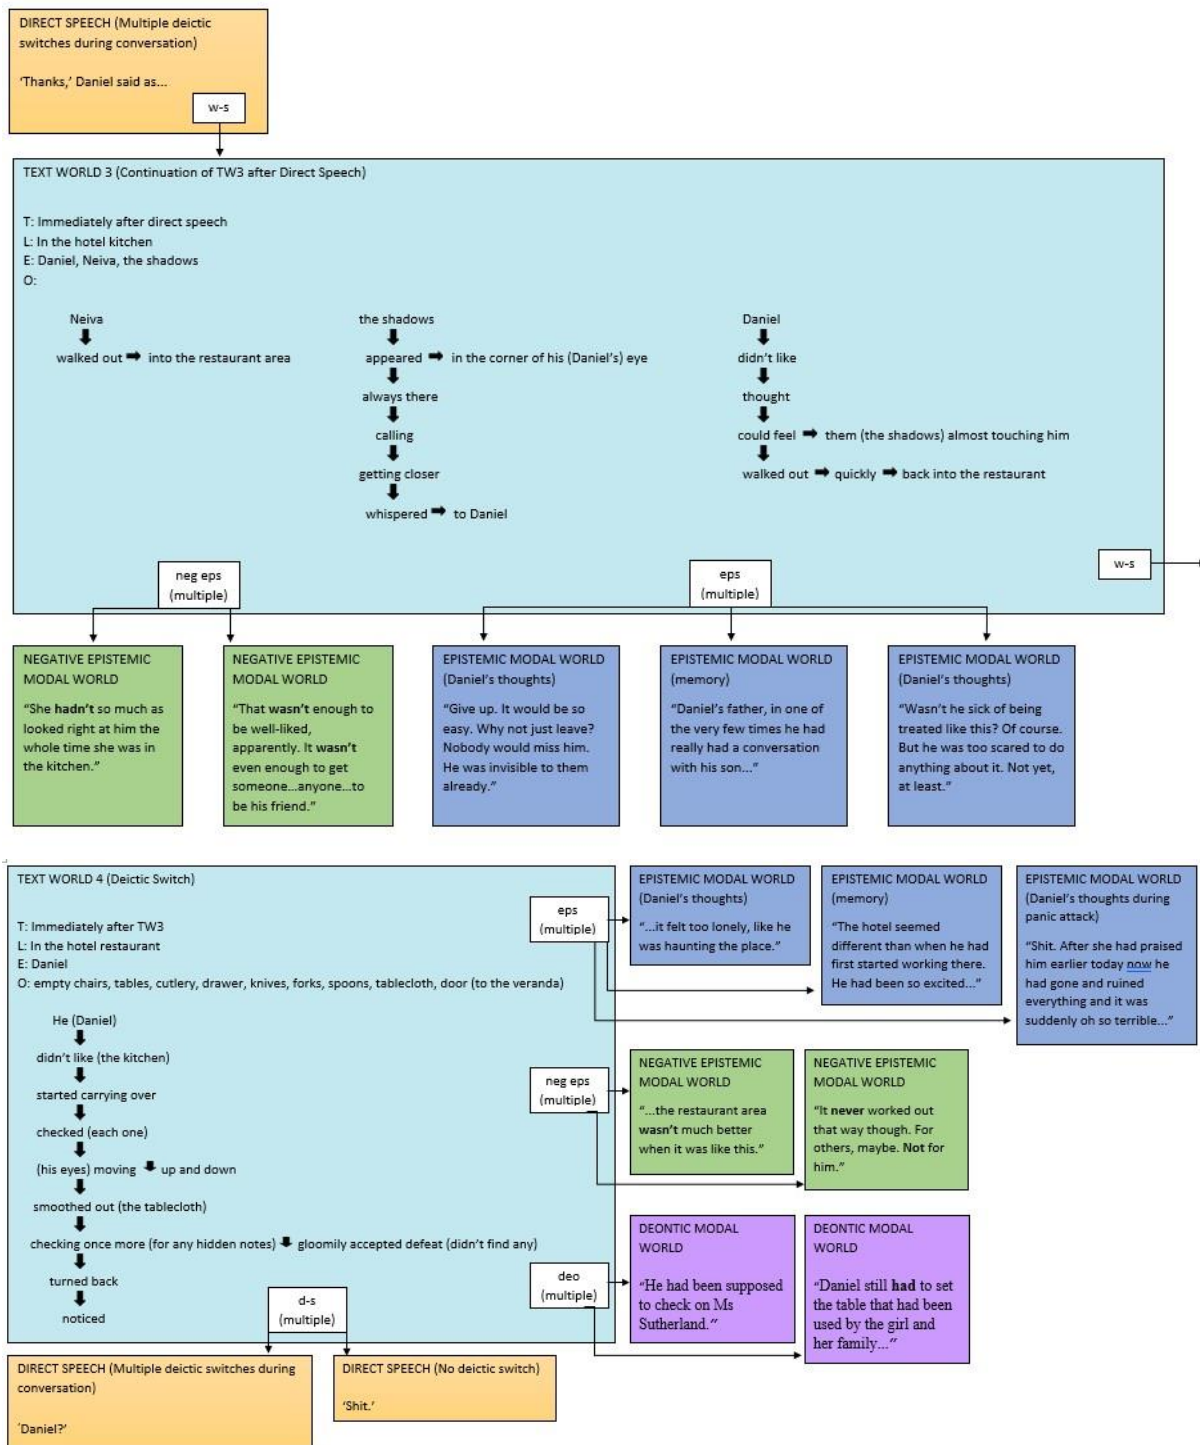 DIRECT SPEECH (Multiple deictic
switches during conversation)
‘Thanks,’ Daniel said as...
w-s
TEXT WORLD 3 (Continuation of TW3 after Direct Speech)
T: Immediately after direct speech
L: In the hotel kitchen
E: Daniel, Neiva, the shadows
O:
Neiva
walked out ➡ into the restaurant area
the shadows
appeared ➡ in the corner of his (Daniel’s) eye
always there
calling
getting closer
whispered ➡ to Daniel
Daniel
didn’t like
thought
could feel ➡ them (the shadows) almost touching him
walked out ➡ quickly ➡ back into the restaurant
neg eps
(multiple)
eps
(multiple)
w-s
NEGATIVE EPISTEMIC
MODAL WORLD
“She hadn’t so much as
looked right at him the
whole time she was in
the kitchen.”
NEGATIVE EPISTEMIC
MODAL WORLD
“That wasn’t enough to
be well-liked,
apparently. It wasn’t
even enough to get
someone...anyone...to
be his friend.”
EPISTEMIC MODAL WORLD
(Daniel’s thoughts)
“Give up. It would be so
easy. Why not just leave?
Nobody would miss him.
He was invisible to them
already.”
EPISTEMIC MODAL WORLD
(memory)
“Daniel’s father, in one of
the very few times he had
really had a conversation
with his son...”
EPISTEMIC MODAL WORLD
(Daniel’s thoughts)
“Wasn’t he sick of being
treated like this? Of course.
But he was too scared to do
anything about it. Not yet,
at least.”
TEXT WORLD 4 (Deictic Switch)
T: Immediately after TW3
L: In the hotel restaurant
E: Daniel
O: empty chairs, tables, cutlery, drawer, knives, forks, spoons, tablecloth, door (to the veranda)
He (Daniel)
didn’t like (the kitchen)
started carrying over
checked (each one)
(his eyes) moving ⬇ up and down
smoothed out (the tablecloth)
checking once more (for any hidden notes) ⬇ gloomily accepted defeat (didn’t find any)
turned back
noticed
eps
(multiple)
neg eps
(multiple)
deo
(multiple)
d-s
(multiple)
EPISTEMIC MODAL WORLD
(Daniel’s thoughts)
“...it felt too lonely, like he
was haunting the place.”
EPISTEMIC MODAL WORLD
(memory)
“The hotel seemed
different than when he had
first started working there.
He had been so excited...”
EPISTEMIC MODAL WORLD
(Daniel’s thoughts during
panic attack)
“Shit. After she had praised
him earlier today now he
had gone and ruined
everything and it was
suddenly oh so terrible...”
NEGATIVE EPISTEMIC
MODAL WORLD
“...the restaurant area
wasn’t much better
when it was like this.”
NEGATIVE EPISTEMIC
MODAL WORLD
“It never worked out
that way though. For
others, maybe. Not for
him.”
DEONTIC MODAL
WORLD
“He had been supposed
to check on Ms
Sutherland.”
DEONTIC MODAL
WORLD
“Daniel still had to set
the table that had been
used by the girl and
her family...”
DIRECT SPEECH (Multiple deictic switches during
conversation)
‘Daniel?’
DIRECT SPEECH (No deictic switch)
‘Shit.’